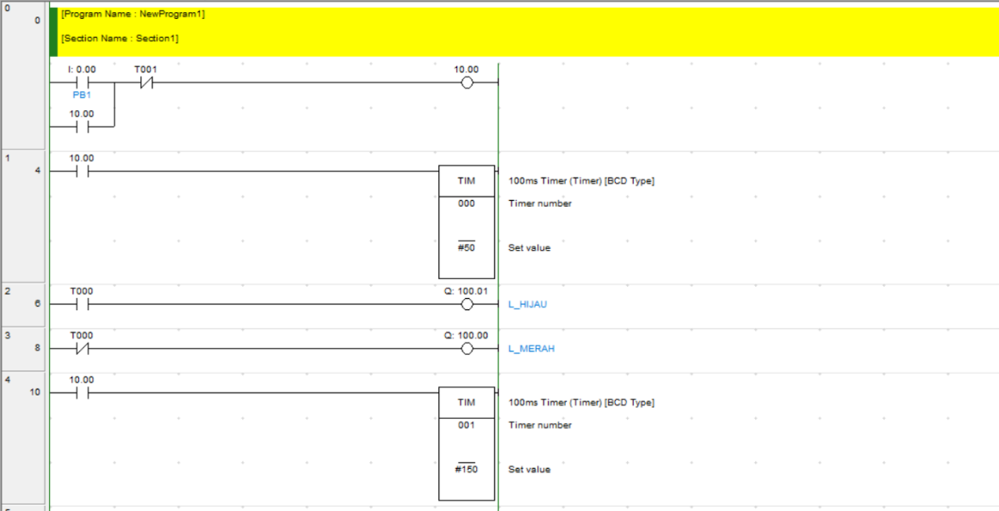 0
0
[Program Name : NewProgram1]
[Section Name : Section1]
I: 0.00
T001
10.00
PB1
10.00
1
4
10.00
TIM
100ms Timer (Timer) [BCD Type]
000
Timer number
#50
Set value
2
6
T000
Q: 100.01
L_HIJAU
3
8
T000
Q: 100.00
L_MERAH
4
10
10.00
TIM
100ms Timer (Timer) [BCD Type]
001
Timer number
#150
Set value